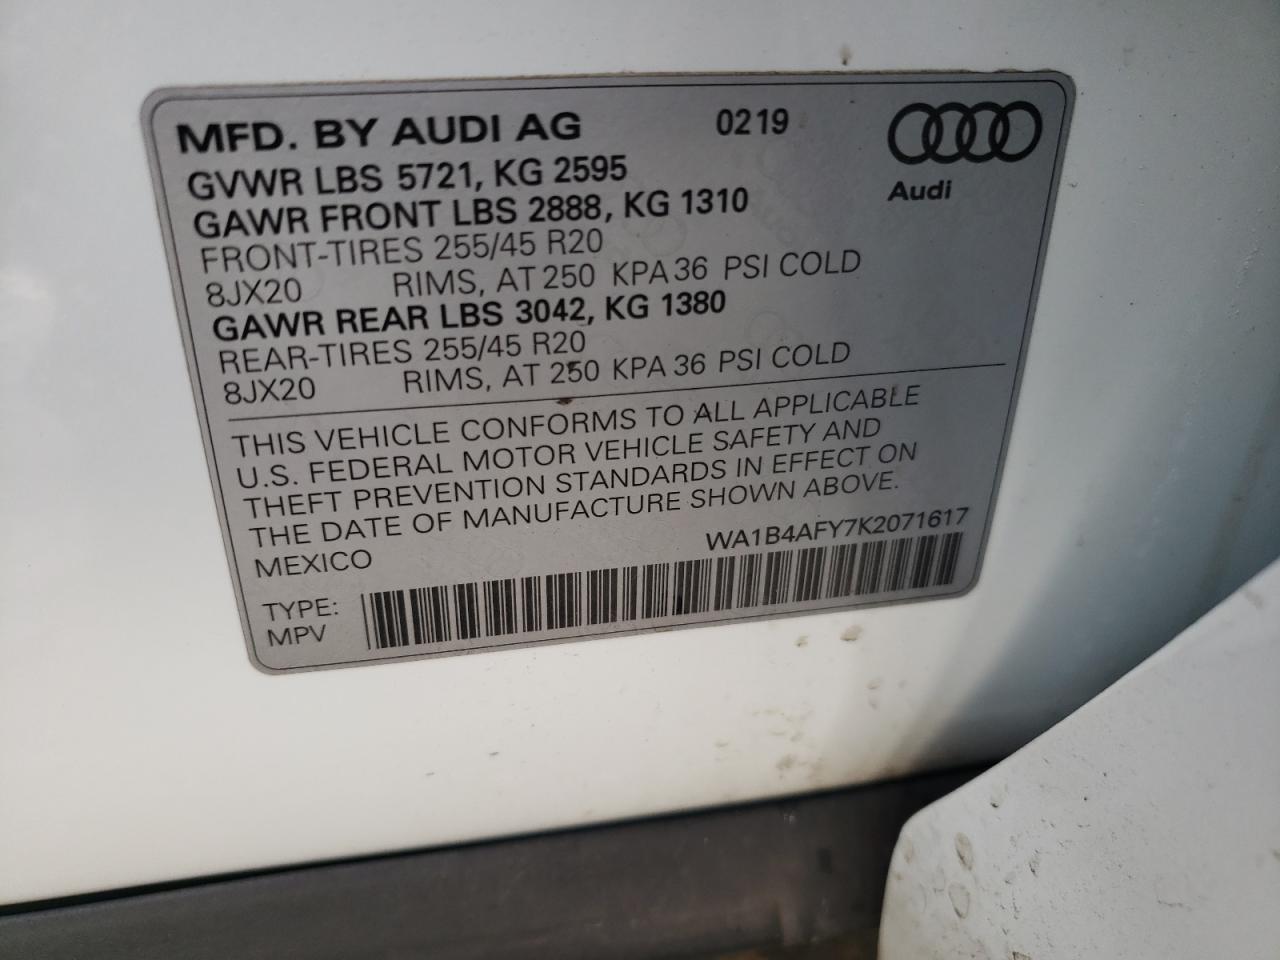 MFD. BY AUDI AG 0219
Audi
GVWR LBS 5721, KG 2595
GAWR FRONT LBS 2888, KG 1310
FRONT-TIRES 255/45 R20
8JX20 RIMS, AT 250 KPA 36 PSI COLD
GAWR REAR LBS 3042, KG 1380
REAR-TIRES 255/45 R20
8JX20 RIMS, AT 250 KPA 36 PSI COLD
THIS VEHICLE CONFORMS TO ALL APPLICABLE
U.S. FEDERAL MOTOR VEHICLE SAFETY AND
THEFT PREVENTION STANDARDS IN EFFECT ON
THE DATE OF MANUFACTURE SHOWN ABOVE.
MEXICO WA1B4AFY7K2071617
TYPE:
MPV